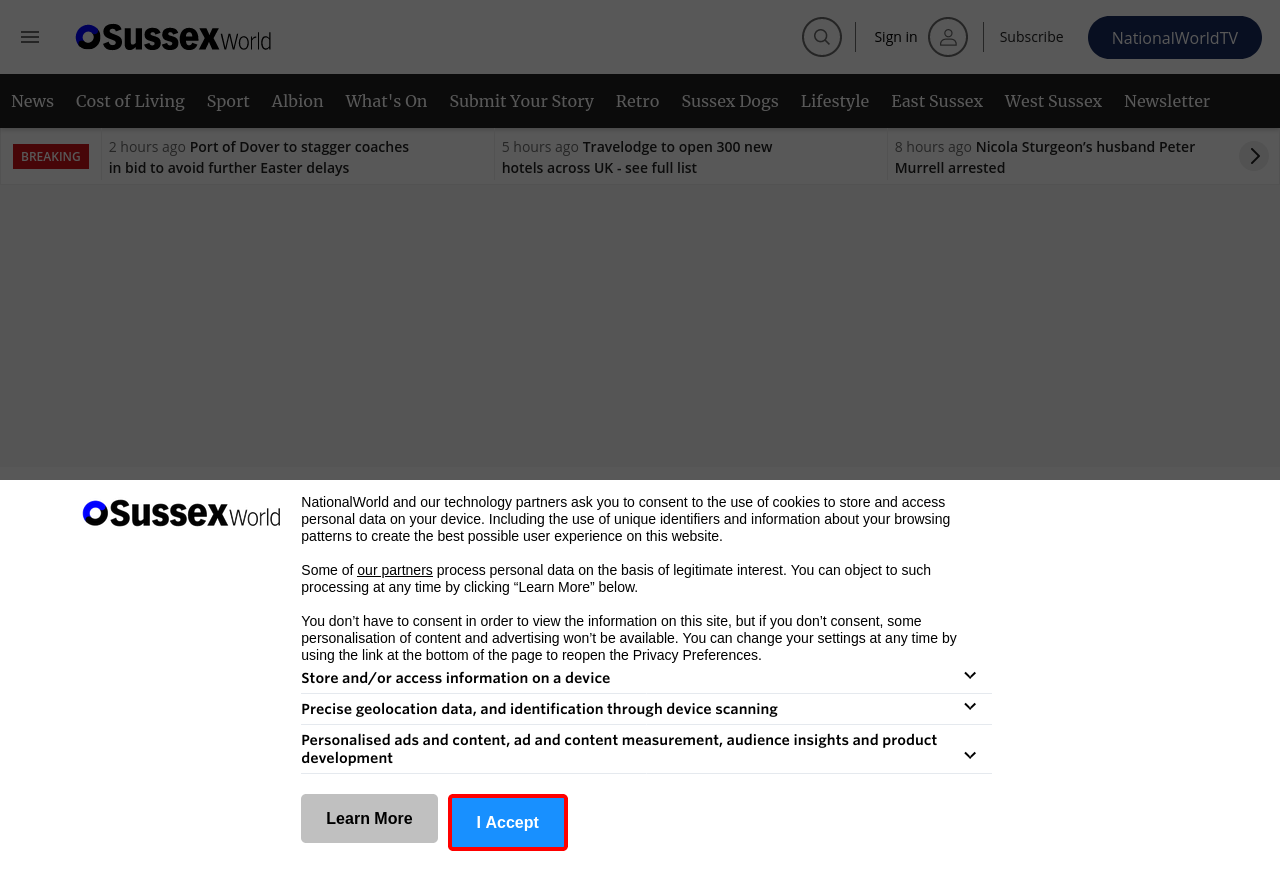 SussexWorld
Sign in
Subscribe
NationalWorldTV
News Cost of Living Sport Albion What's On Submit Your Story Retro Sussex Dogs Lifestyle East Sussex West Sussex Newsletter
BREAKING
2 hours ago Port of Dover to stagger coaches
in bid to avoid further Easter delays
5 hours ago Travelodge to open 300 new
hotels across UK - see full list
8 hours ago Nicola Sturgeon’s husband Peter
Murrell arrested
SussexWorld
NationalWorld and our technology partners ask you to consent to the use of cookies to store and access
personal data on your device. Including the use of unique identifiers and information about your browsing
patterns to create the best possible user experience on this website.
Some of our partners process personal data on the basis of legitimate interest. You can object to such
processing at any time by clicking “Learn More” below.
You don’t have to consent in order to view the information on this site, but if you don’t consent, some
personalisation of content and advertising won’t be available. You can change your settings at any time by
using the link at the bottom of the page to reopen the Privacy Preferences.
Store and/or access information on a device
Precise geolocation data, and identification through device scanning
Personalised ads and content, ad and content measurement, audience insights and product
development
Learn More
I Accept